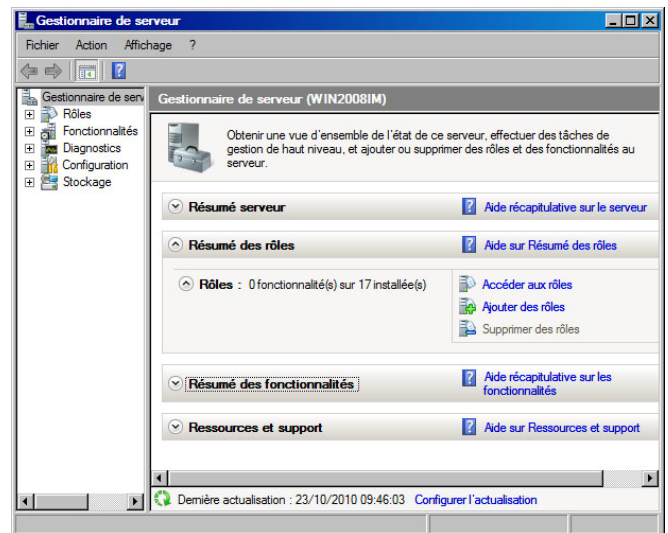 Gestionnaire de serveur
Fichier Action Affichage ?
Gestionnaire de serv
Rôles
Fonctionnalités
Diagnostics
Configuration
Stockage
Gestionnaire de serveur (WIN2008IM)
Obtenir une vue d'ensemble de l'état de ce serveur, effectuer des tâches de
gestion de haut niveau, et ajouter ou supprimer des rôles et des fonctionnalités au
serveur.
Résumé serveur
Aide récapitulative sur le serveur
Résumé des rôles
Aide sur Résumé des rôles
Rôles : 0 fonctionnalité(s) sur 17 installée(s)
Accéder aux rôles
Ajouter des rôles
Supprimer des rôles
Résumé des fonctionnalités
Aide récapitulative sur les
fonctionnalités
Ressources et support
Aide sur Ressources et support
Dernière actualisation : 23/10/2010 09:46:03 Configurer l'actualisation